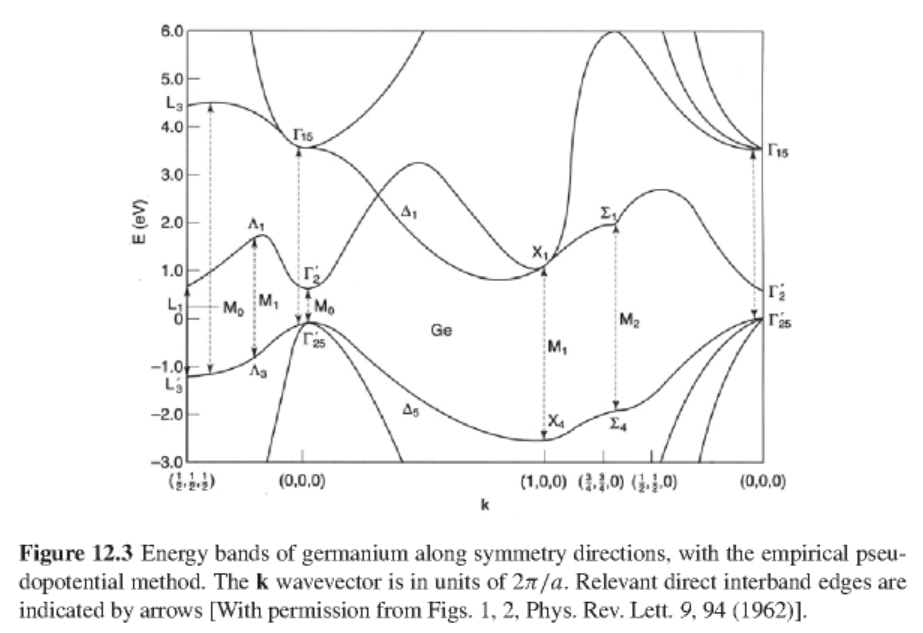 6.0
5.0
L₃
4.0
Γ₁₅
Γ₁₅
3.0
E (eV)
2.0
Λ₁
Δ₁
Σ₁
X₁
1.0
Γ₂′
Γ₂′
L₁
M₀
M₁
M₀
M₂
0
Γ₂₅′
Γ₂₅′
Ge
M₁
-1.0
L₃′
Λ₃
-2.0
Δ₅
X₄
Σ₄
-3.0
(½,½,½) (0,0,0) (1,0,0) (¾,¾,0) (½,½,0) (0,0,0)
k
Figure 12.3 Energy bands of germanium along symmetry directions, with the empirical pseu-
dopotential method. The k wavevector is in units of 2π/a. Relevant direct interband edges are
indicated by arrows [With permission from Figs. 1, 2, Phys. Rev. Lett. 9, 94 (1962)].